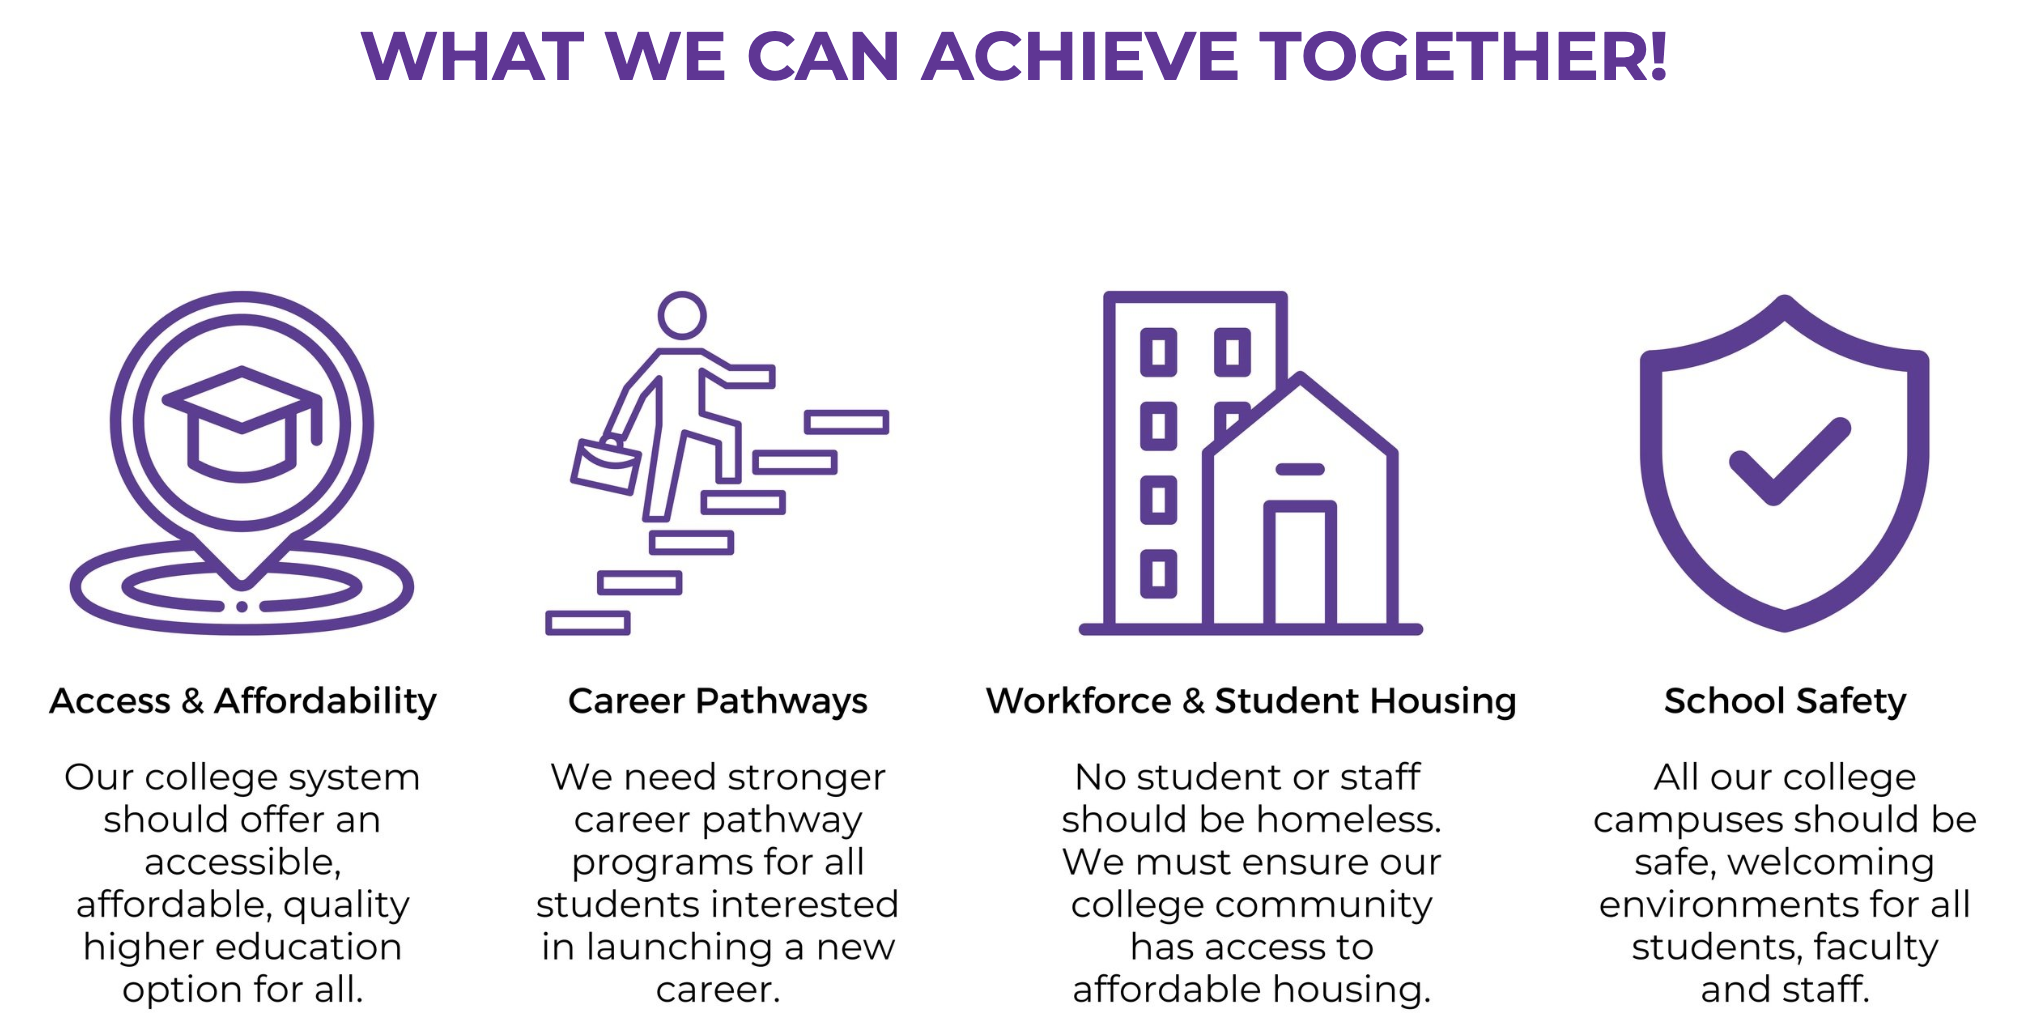 WHAT WE CAN ACHIEVE TOGETHER!
Access & Affordability
Our college system
should offer an
accessible,
affordable, quality
higher education
option for all.
Career Pathways
We need stronger
career pathway
programs for all
students interested
in launching a new
career.
Workforce & Student Housing
No student or staff
should be homeless.
We must ensure our
college community
has access to
affordable housing.
School Safety
All our college
campuses should be
safe, welcoming
environments for all
students, faculty
and staff.